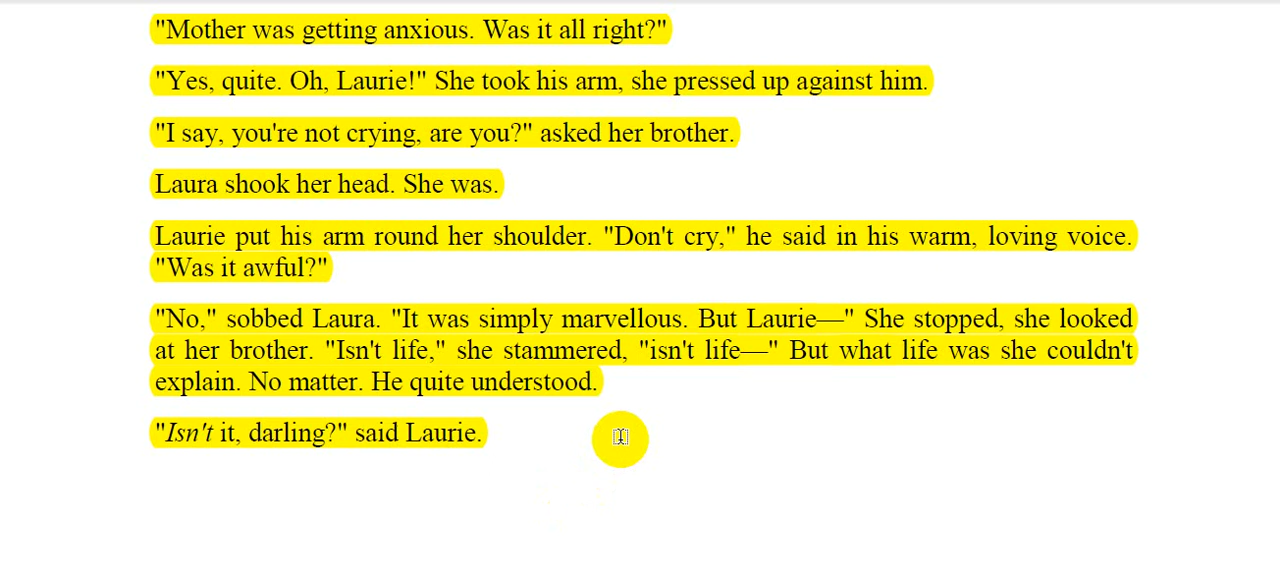 "Mother was getting anxious. Was it all right?"
"Yes, quite. Oh, Laurie!" She took his arm, she pressed up against him.
"I say, you're not crying, are you?" asked her brother.
Laura shook her head. She was.
Laurie put his arm round her shoulder. "Don't cry," he said in his warm, loving voice.
"Was it awful?"
"No," sobbed Laura. "It was simply marvellous. But Laurie—" She stopped, she looked
at her brother. "Isn't life," she stammered, "isn't life—" But what life was she couldn't
explain. No matter. He quite understood.
"Isn't it, darling?" said Laurie.